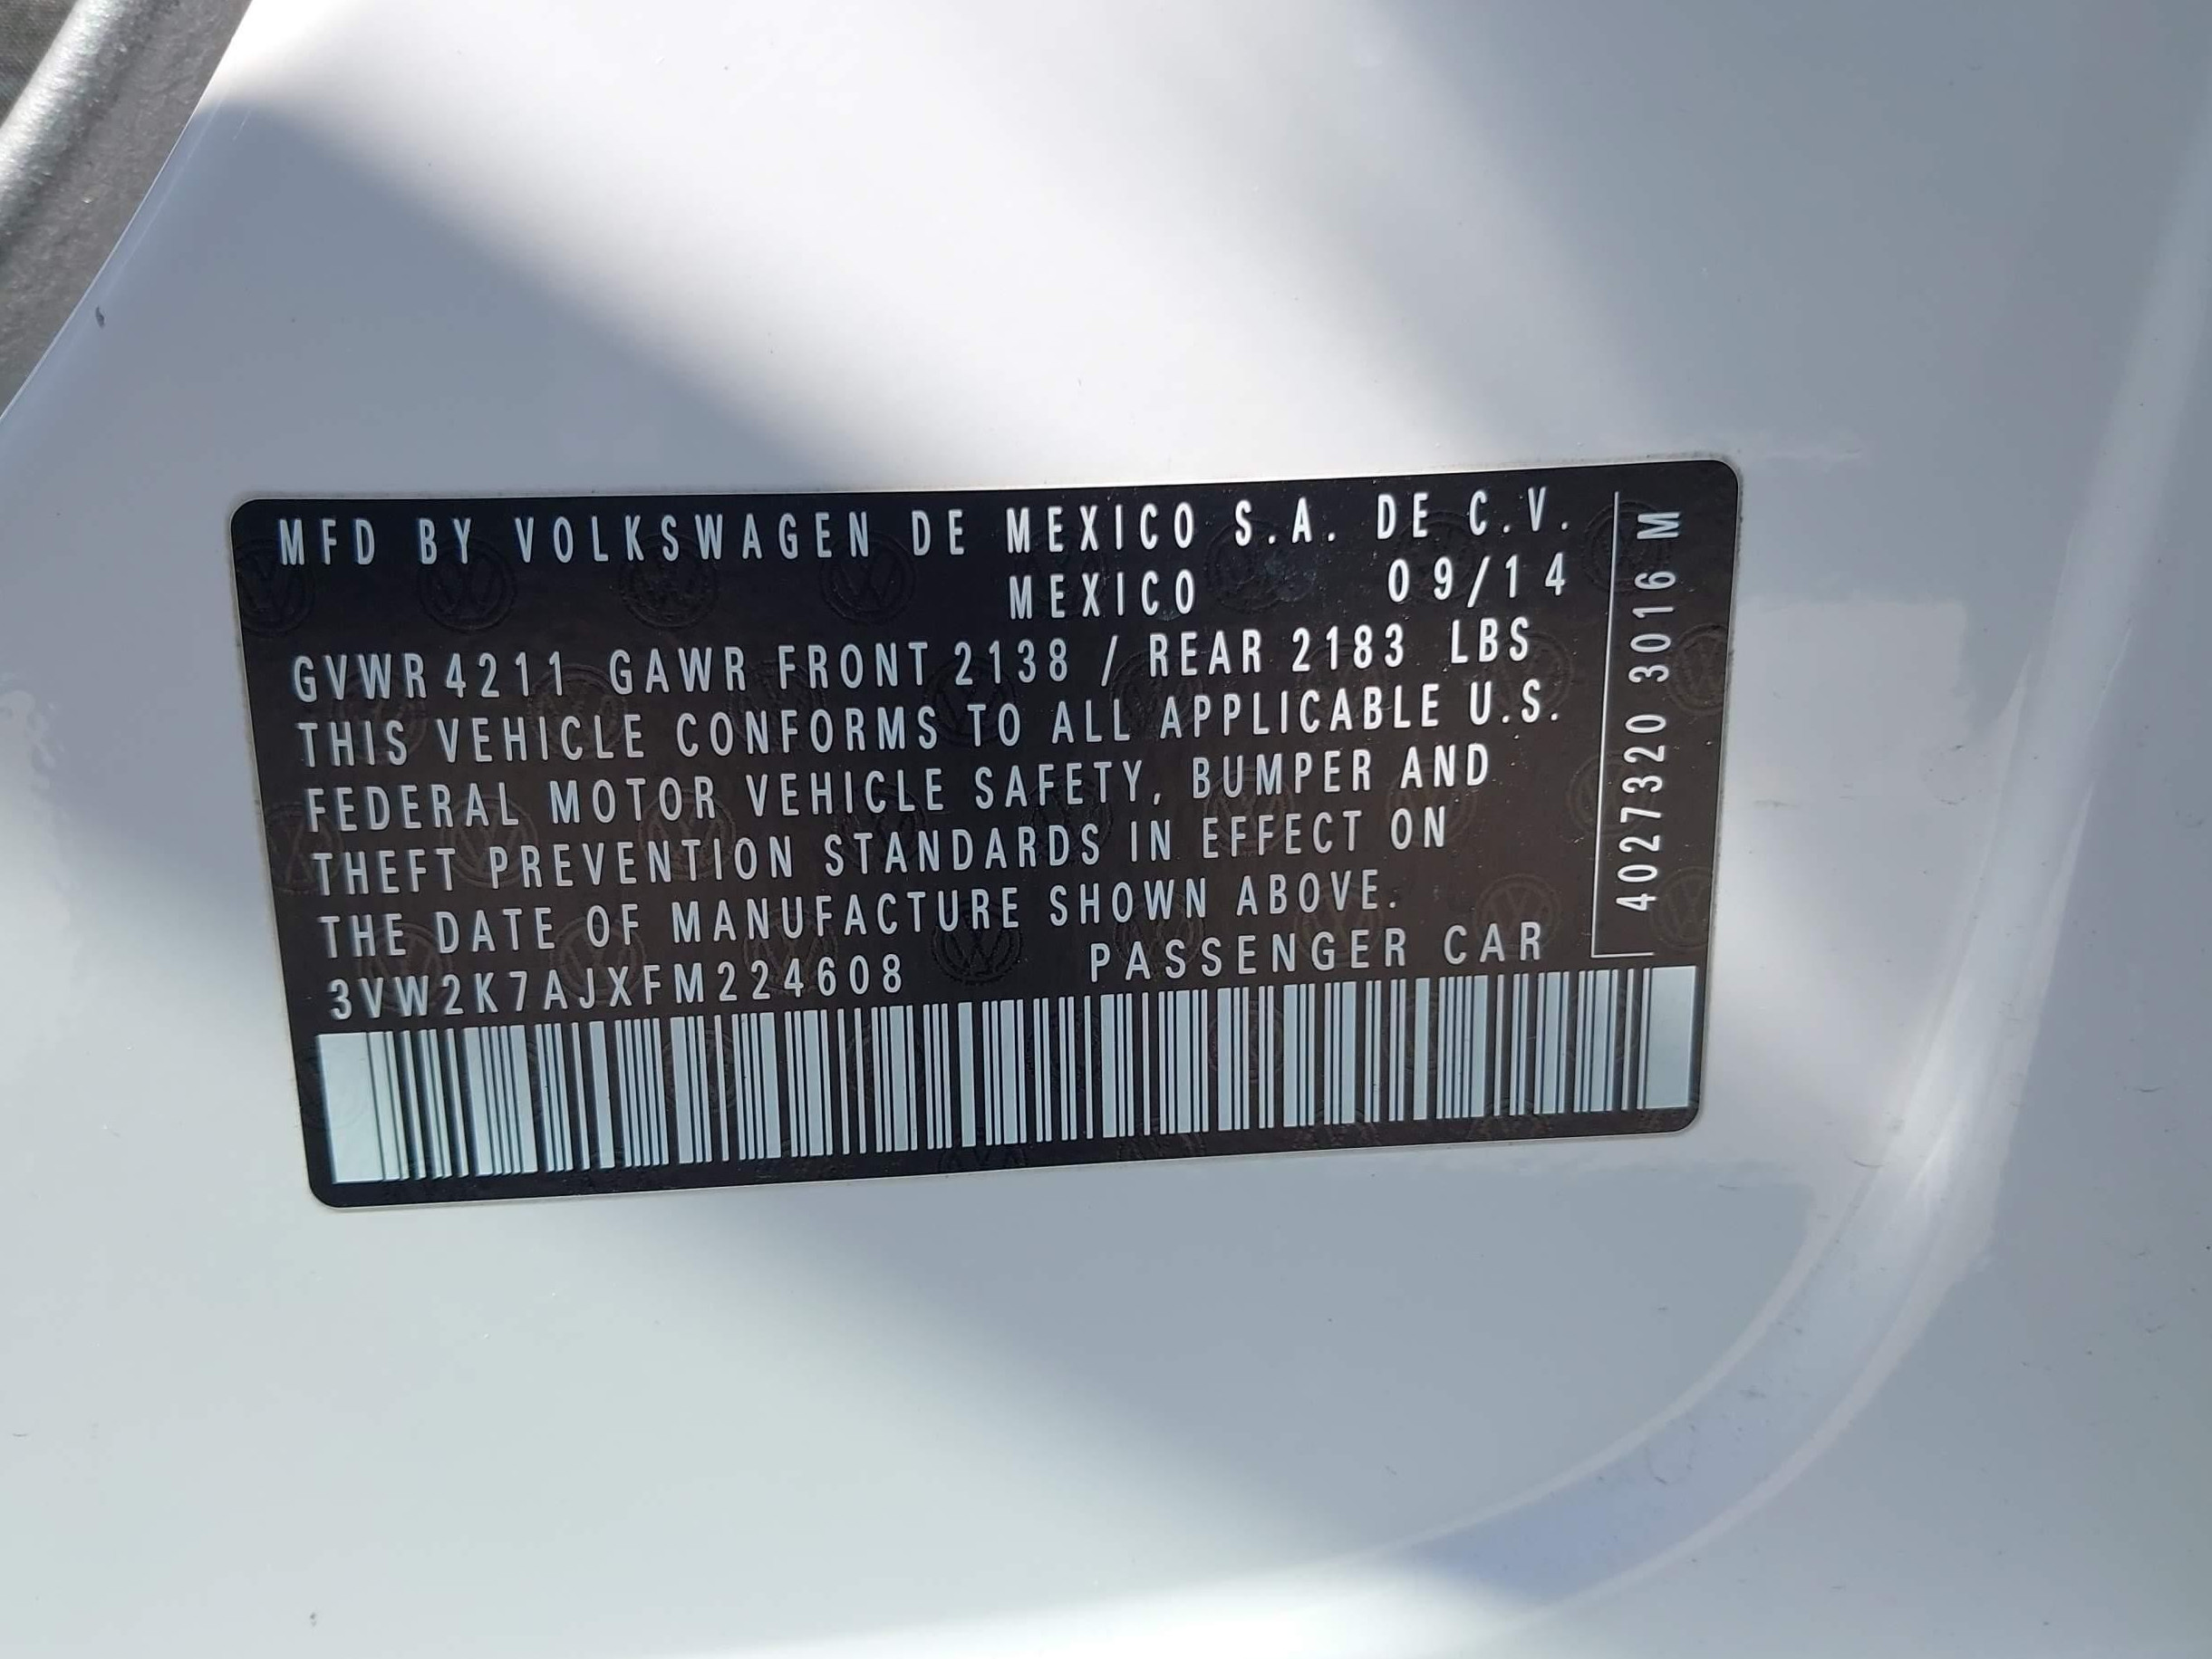 MFD BY VOLKSWAGEN DE MEXICO S.A. DE C.V.
MEXICO 09/14
GVWR 4211 GAWR FRONT 2138 / REAR 2183 LBS
THIS VEHICLE CONFORMS TO ALL APPLICABLE U.S.
FEDERAL MOTOR VEHICLE SAFETY, BUMPER AND
THEFT PREVENTION STANDARDS IN EFFECT ON
THE DATE OF MANUFACTURE SHOWN ABOVE.
3VW2K7AJXFM224608 PASSENGER CAR
4027320 3016 M